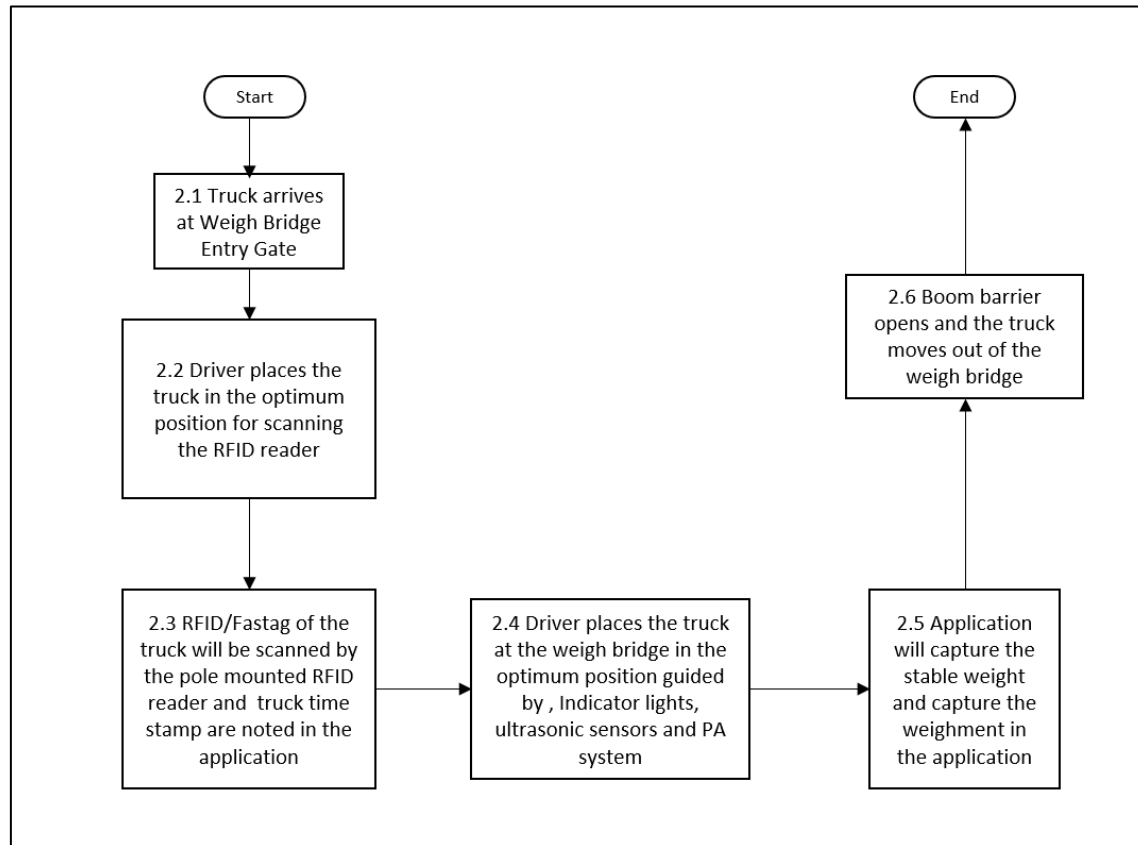 Start
2.1 Truck arrives
at Weigh Bridge
Entry Gate
2.2 Driver places the
truck in the optimum
position for scanning
the RFID reader
2.3 RFID/Fastag of the
truck will be scanned by
the pole mounted RFID
reader and  truck time
stamp are noted in the
application
2.4 Driver places the truck
at the weigh bridge in the
optimum position guided
by , Indicator lights,
ultrasonic sensors and PA
system
2.5 Application
will capture the
stable weight
and capture the
weighment in
the application
2.6 Boom barrier
opens and the truck
moves out of the
weigh bridge
End